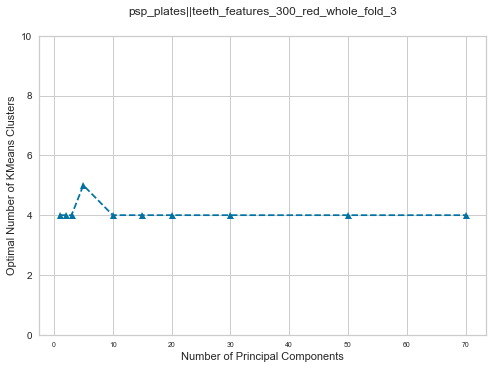 psp_plates||teeth_features_300_red_whole_fold_3
10
8
6
4
2
0
Optimal Number of KMeans Clusters
0 10 20 30 40 50 60 70
Number of Principal Components